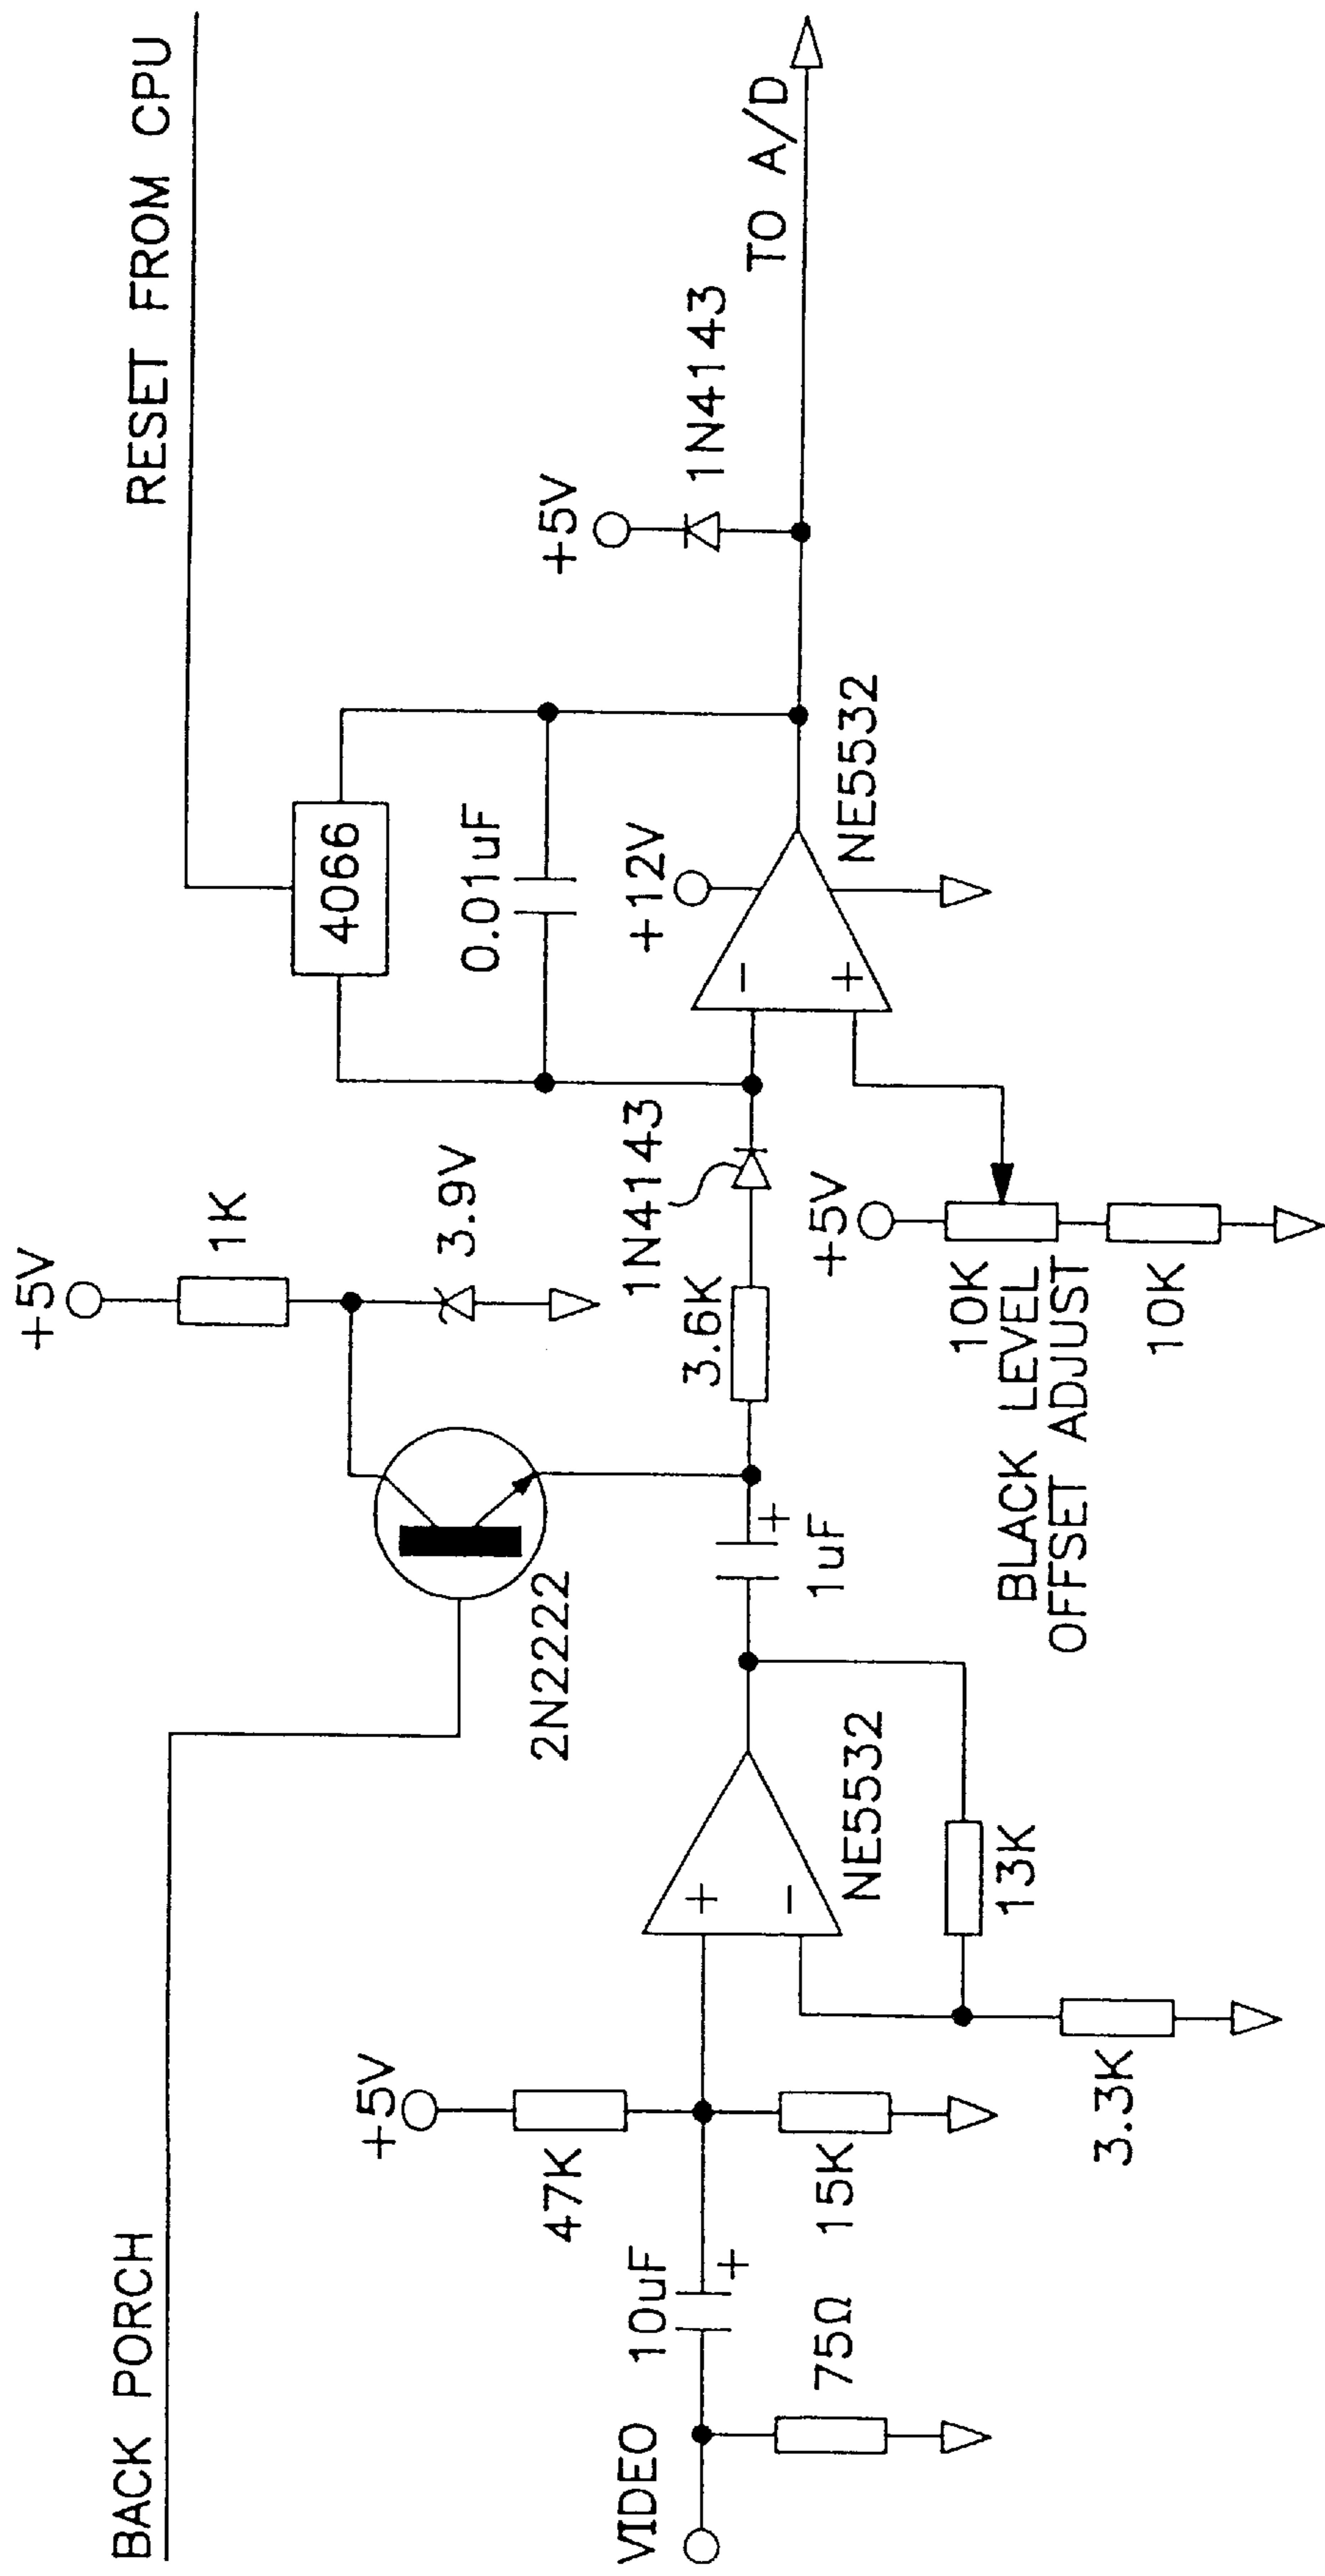 RESET FROM CPU
BACK PORCH
+5V
1K
3.9V
2N2222
4066
0.01uF
+5V
1N4143
TO A/D
+12V
NE5532
-
+
1N4143
3.6K
1uF
+
+5V
10K
BLACK LEVEL
OFFSET ADJUST
10K
+5V
47K
VIDEO
10uF
+
75Ω
15K
+
-
NE5532
13K
3.3K